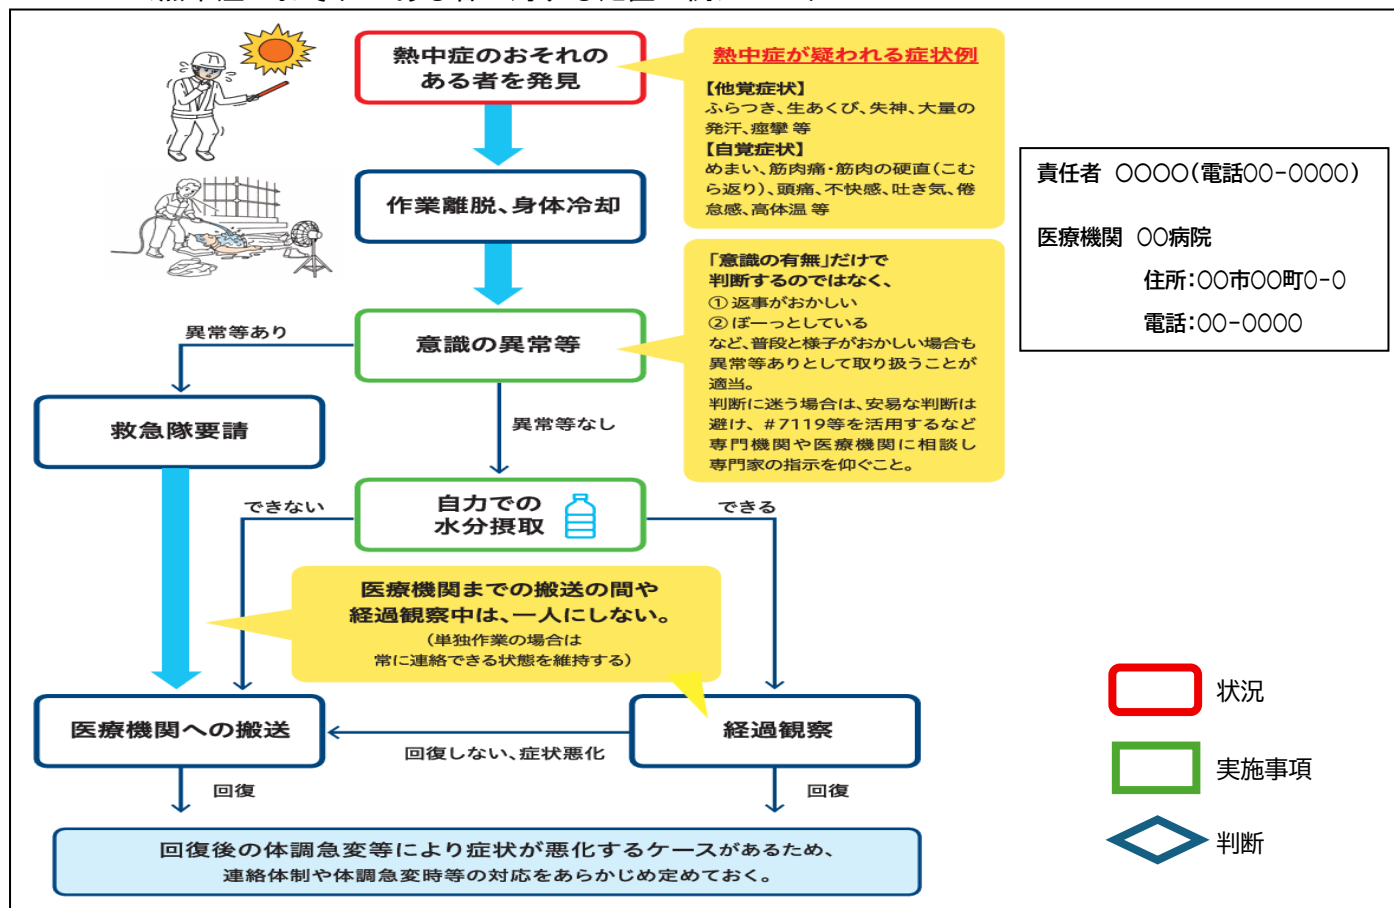 熱中症のおそれの
ある者を発見
熱中症が疑われる症状例
【他覚症状】
ふらつき、生あくび、失神、大量の
発汗、痙攣 等
【自覚症状】
めまい、筋肉痛・筋肉の硬直(こむ
ら返り)、頭痛、不快感、吐き気、倦
怠感、高体温 等
責任者 〇〇〇〇(電話〇〇-〇〇〇〇)
医療機関 〇〇病院
住所:〇〇市〇〇町〇-〇
電話:〇〇-〇〇〇〇
作業離脱、身体冷却
「意識の有無」だけで
判断するのではなく、
①返事がおかしい
②ぼーっとしている
など、普段と様子がおかしい場合も
異常等ありとして取り扱うことが
適当。
判断に迷う場合は、安易な判断は
避け、#7119等を活用するなど
専門機関や医療機関に相談し
専門家の指示を仰ぐこと。
意識の異常等
異常等あり
救急隊要請
異常等なし
自力での
水分摂取
できない
できる
医療機関までの搬送の間や
経過観察中は、一人にしない。
(単独作業の場合は
常に連絡できる状態を維持する)
医療機関への搬送
経過観察
回復しない、症状悪化
回復
回復
回復後の体調急変等により症状が悪化するケースがあるため、
連絡体制や体調急変時等の対応をあらかじめ定めておく。
状況
実施事項
判断